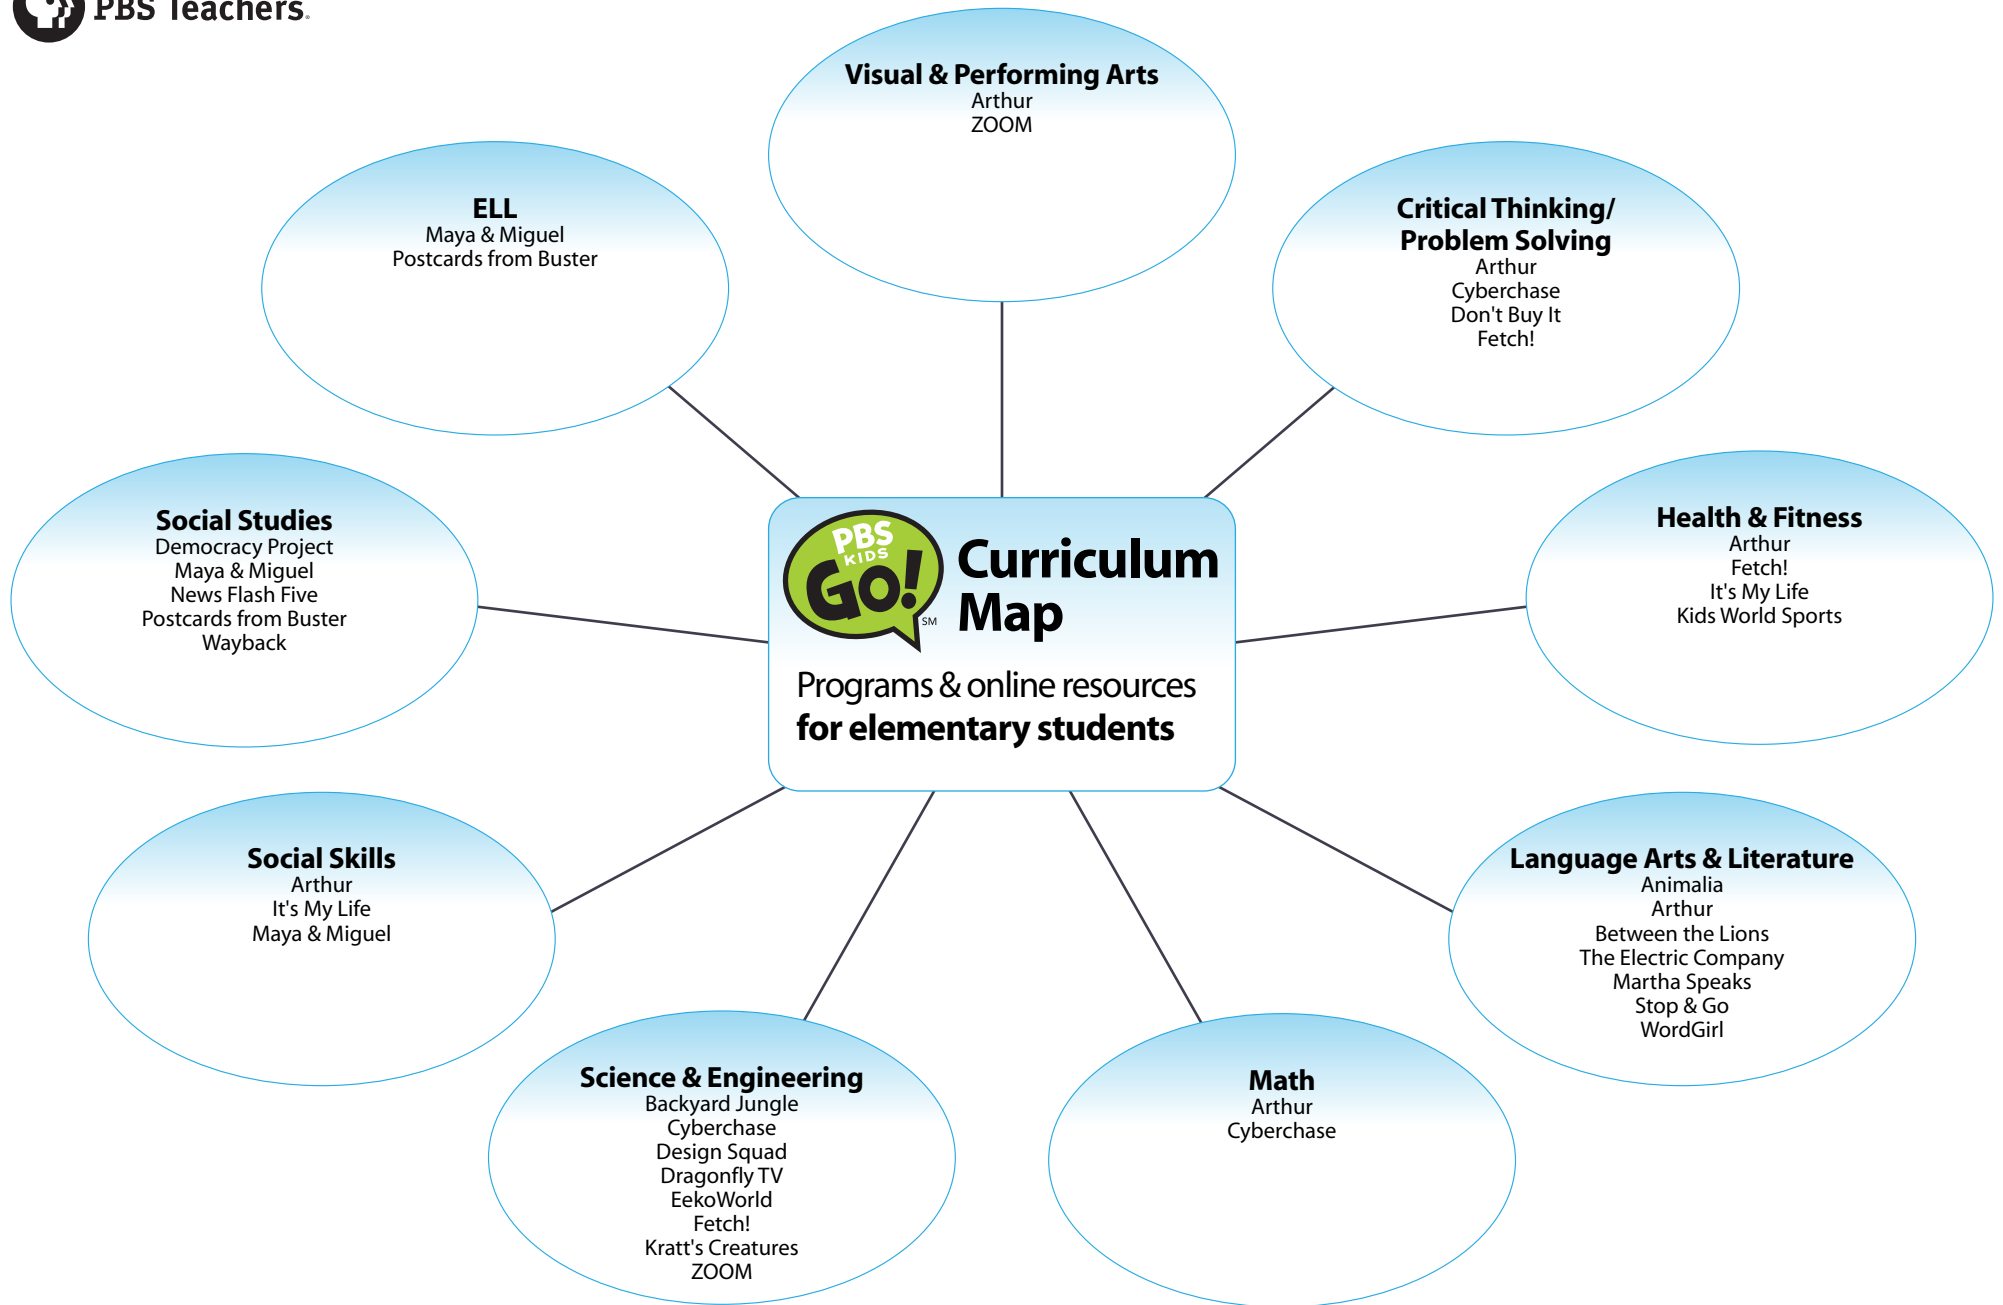 PBS Teachers.
Visual & Performing Arts
Arthur
ZOOM
Critical Thinking/
Problem Solving
Arthur
Cyberchase
Don't Buy It
Fetch!
Health & Fitness
Arthur
Fetch!
It's My Life
Kids World Sports
Language Arts & Literature
Animalia
Arthur
Between the Lions
The Electric Company
Martha Speaks
Stop & Go
WordGirl
Math
Arthur
Cyberchase
Science & Engineering
Backyard Jungle
Cyberchase
Design Squad
Dragonfly TV
EekoWorld
Fetch!
Kratt's Creatures
ZOOM
Social Skills
Arthur
It's My Life
Maya & Miguel
Social Studies
Democracy Project
Maya & Miguel
News Flash Five
Postcards from Buster
Wayback
ELL
Maya & Miguel
Postcards from Buster
PBS
KIDS
GO!
SM
Curriculum
Map
Programs & online resources
for elementary students